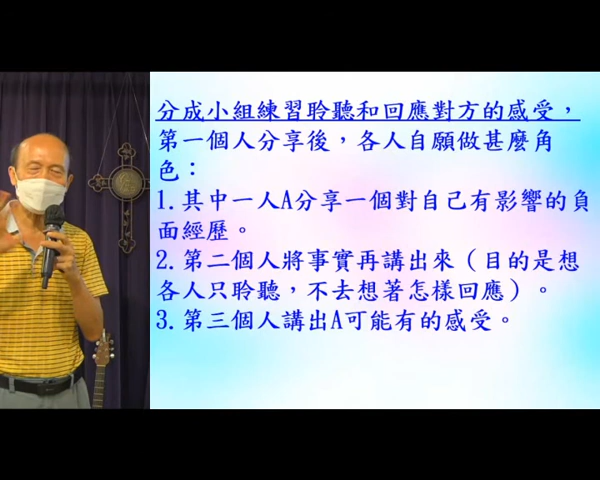 分成小組練習聆聽和回應對方的感受，
第一個人分享後，各人自願做甚麼角
色：
1.其中一人A分享一個對自己有影響的負
面經歷。
2.第二個人將事實再講出來（目的是想
各人只聆聽，不去想著怎樣回應）。
3.第三個人講出A可能有的感受。